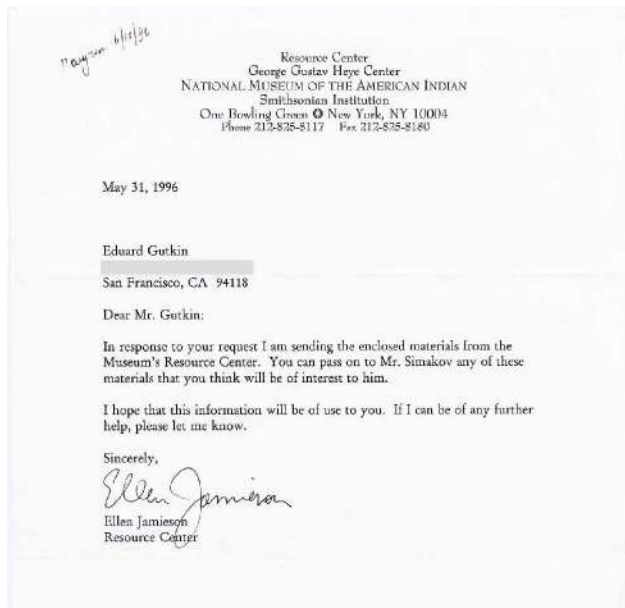 6/15/96
Resource Center
George Gustav Heye Center
NATIONAL MUSEUM OF THE AMERICAN INDIAN
Smithsonian Institution
One Bowling Green New York, NY 10004
Phone 212-825-8117 Fax 212-825-8180
May 31, 1996
Eduard Gutkin
San Francisco, CA 94118
Dear Mr. Gutkin:
In response to your request I am sending the enclosed materials from the
Museum's Resource Center. You can pass on to Mr. Simakov any of these
materials that you think will be of interest to him.
I hope that this information will be of use to you. If I can be of any further
help, please let me know.
Sincerely,
Ellen Jamieson
Ellen Jamieson
Resource Center